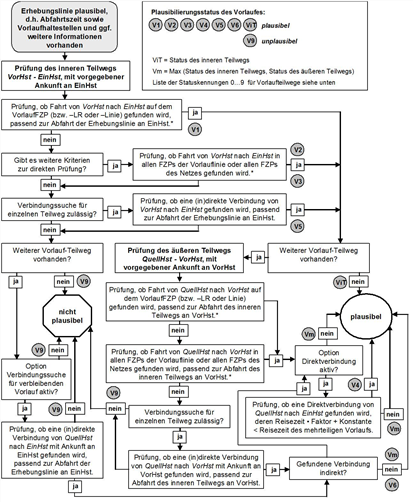 Erhebungslinie plausibel,
d.h. Abfahrtszeit sowie
Vorlaufhaltestellen und ggf.
weitere Informationen
vorhanden
Plausibilisierungsstatus des Vorlaufes:
V1 V2 V3 V4 V5 V6 ViT plausibel
V9 unplausibel
ViT = Status des inneren Teilwegs
Vm = Max (Status des inneren Teilwegs, Status des äußeren Teilwegs)
Liste der Statuskennungen 0...9 für Vorlaufteilwege siehe unten
Prüfung des inneren Teilwegs
VorHst - EinHst, mit vorgegebener
Ankunft an EinHst
Prüfung, ob Fahrt von VorHst nach EinHst auf dem
VorlaufFZP (bzw. –LR oder –Linie) gefunden wird,
passend zur Abfahrt der Erhebungslinie an EinHst.*
ja
V1
nein
Gibt es weitere Kriterien
zur direkten Prüfung?
ja
Prüfung, ob Fahrt von VorHst nach EinHst in
allen FZPs der Vorlauflinie oder allen FZPs
des Netzes gefunden wird.*
ja
V2
V3
nein
nein
Verbindungssuche für
einzelnen Teilweg zulässig?
ja
Prüfung, ob eine (in)direkte Verbindung von
VorHst nach EinHst gefunden wird, passend
zur Abfahrt der Erhebungslinie an EinHst.
ja
V5
nein
nein
Weiterer Vorlauf-Teilweg
vorhanden?
Prüfung des äußeren Teilwegs
QuellHst - VorHst, mit
vorgegebener Ankunft an VorHst
ja
Weiterer Vorlauf-Teilweg
vorhanden?
ja
nein
V9
nein
ViT
nicht
plausibel
Prüfung, ob Fahrt von QuellHst nach VorHst auf
dem VorlaufFZP (bzw. –LR oder Linie) gefunden
wird, passend zur Abfahrt des inneren
Teilwegs an VorHst.*
ja
plausibel
nein
Vm
nein
V9
nein
V9
nein
Option
Verbindungssuche
für verbleibenden
Vorlauf aktiv?
Prüfung, ob Fahrt von QuellHst nach VorHst in
allen FZPs der Vorlauflinie oder allen FZPs des
Netzes gefunden wird, passend zur Abfahrt des
inneren Teilwegs an VorHst.*
ja
Option
Direktverbindung
aktiv?
ja
V4
ja
nein
Vm
ja
nein
V9
nein
Prüfung, ob eine Direktverbindung von
QuellHst nach EinHst gefunden wird,
deren Reisezeit * Faktor + Konstante
< Reisezeit des mehrteiligen Vorlaufs.
Verbindungssuche für
einzelnen Teilweg zulässig?
Prüfung, ob eine (in)direkte
Verbindung von QuellHst
nach EinHst mit Ankunft an
EinHst gefunden wird,
passend zur Abfahrt der
Erhebungslinie an EinHst.
ja
ja
nein
Vm
nein
Prüfung, ob eine (in)direkte Verbindung von
QuellHst nach VorHst mit Ankunft an VorHst
gefunden wird, passend zur Abfahrt des
inneren Teilwegs an VorHst.
ja
Gefundene Verbindung
indirekt?
nein
V6
ja